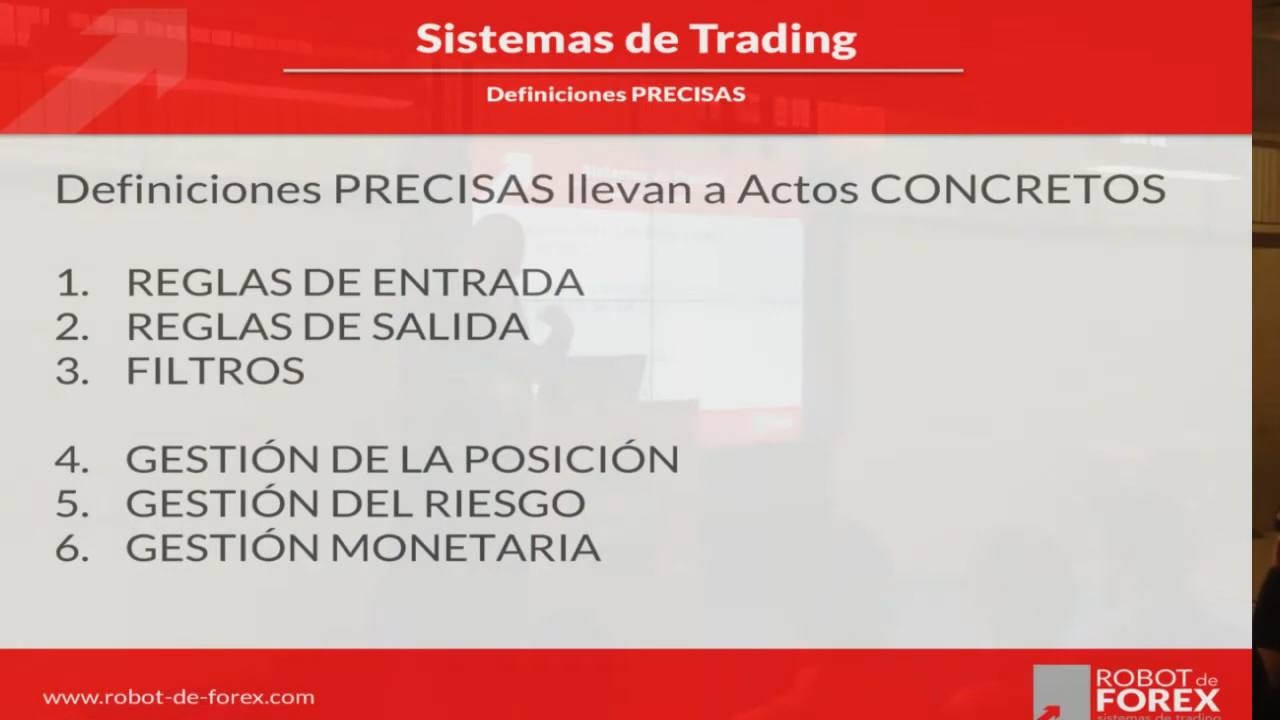 Sistemas de Trading
Definiciones PRECISAS
Definiciones PRECISAS llevan a Actos CONCRETOS
1. REGLAS DE ENTRADA
2. REGLAS DE SALIDA
3. FILTROS
4. GESTIÓN DE LA POSICIÓN
5. GESTIÓN DEL RIESGO
6. GESTIÓN MONETARIA
www.robot-de-forex.com
ROBOT de
FOREX
sistemas de trading